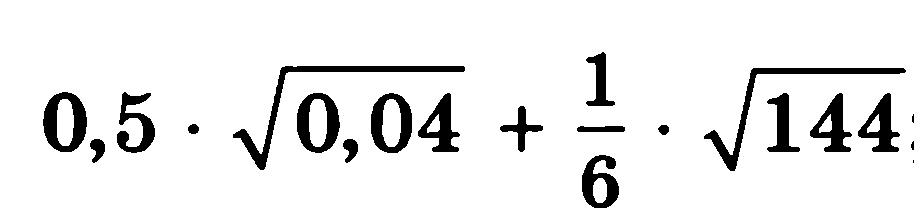 0,5 · √0,04 + 1/6 · √144;